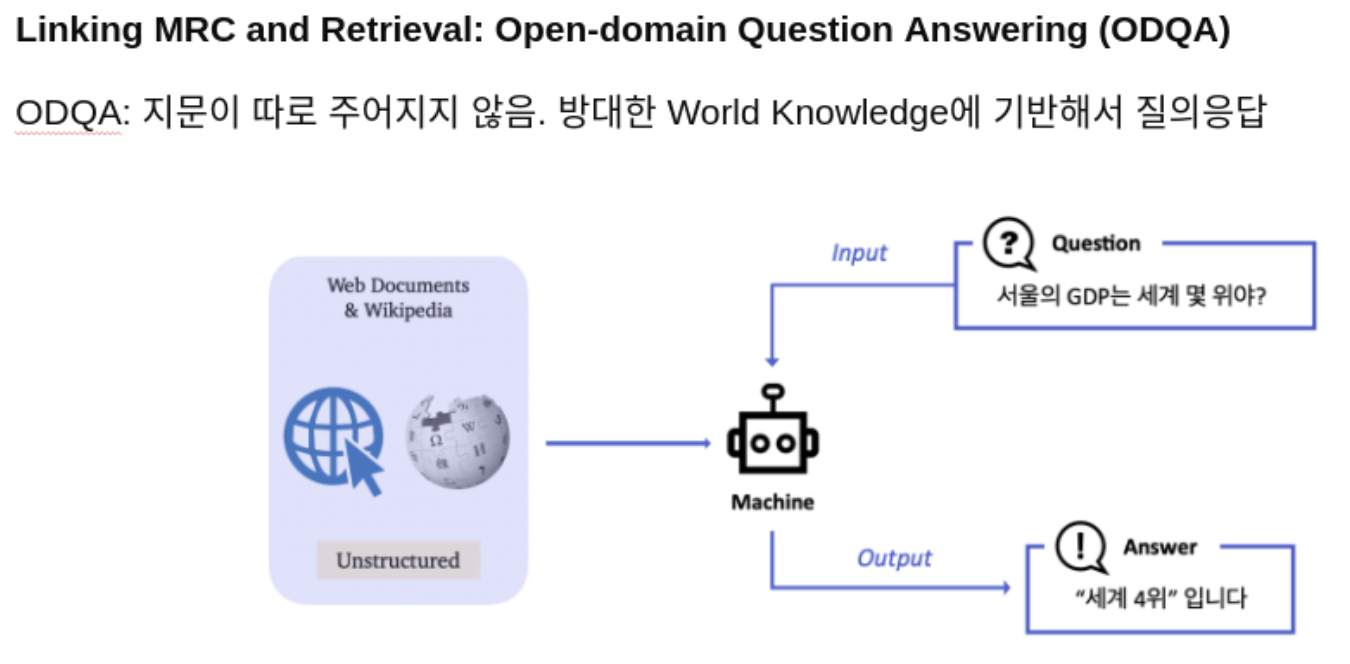 Linking MRC and Retrieval: Open-domain Question Answering (ODQA)
ODQA: 지문이 따로 주어지지 않음. 방대한 World Knowledge에 기반해서 질의응답
Web Documents
& Wikipedia
Unstructured
Input
Question
서울의 GDP는 세계 몇 위야?
Machine
Output
Answer
“세계 4위” 입니다